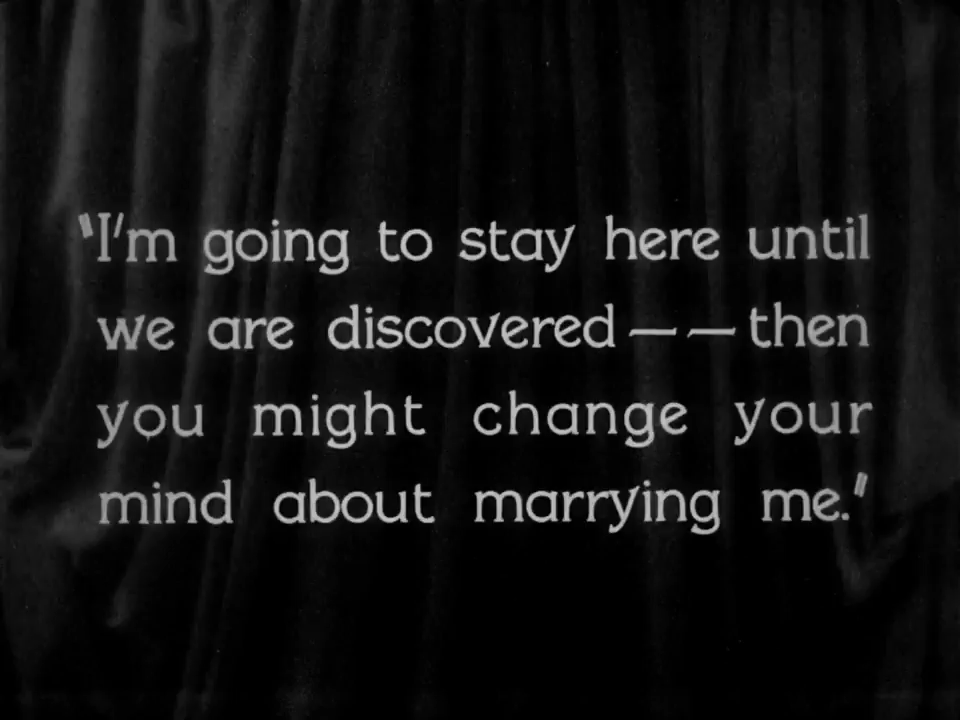 "I'm going to stay here until
we are discovered — — then
you might change your
mind about marrying me."